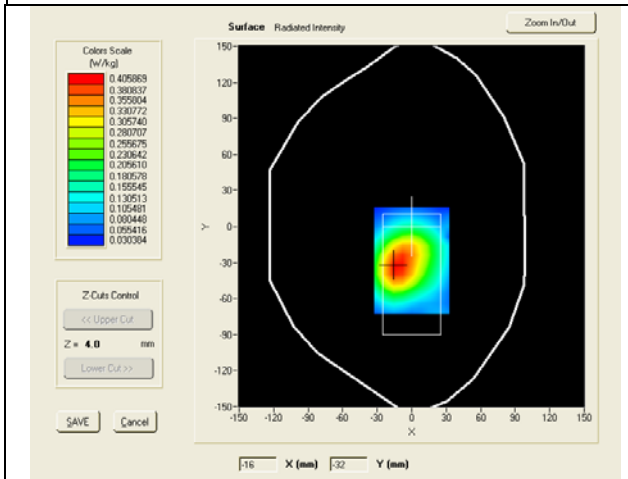 Surface Radiated Intensity
Zoom In/Out
Colors Scale
(W/kg)
0.405869
0.380837
0.355804
0.330772
0.305740
0.280707
0.255675
0.230642
0.205610
0.180578
0.155545
0.130513
0.105481
0.080448
0.055416
0.030384
Z-Cuts Control
<< Upper Cut
Z = 4.0 mm
Lower Cut >>
SAVE Cancel
150
120
90
60
30
0
-30
-60
-90
-120
-150
Y
-150 -120 -90 -60 -30 0 30 60 90 120 150
X
-16 X (mm) -32 Y (mm)